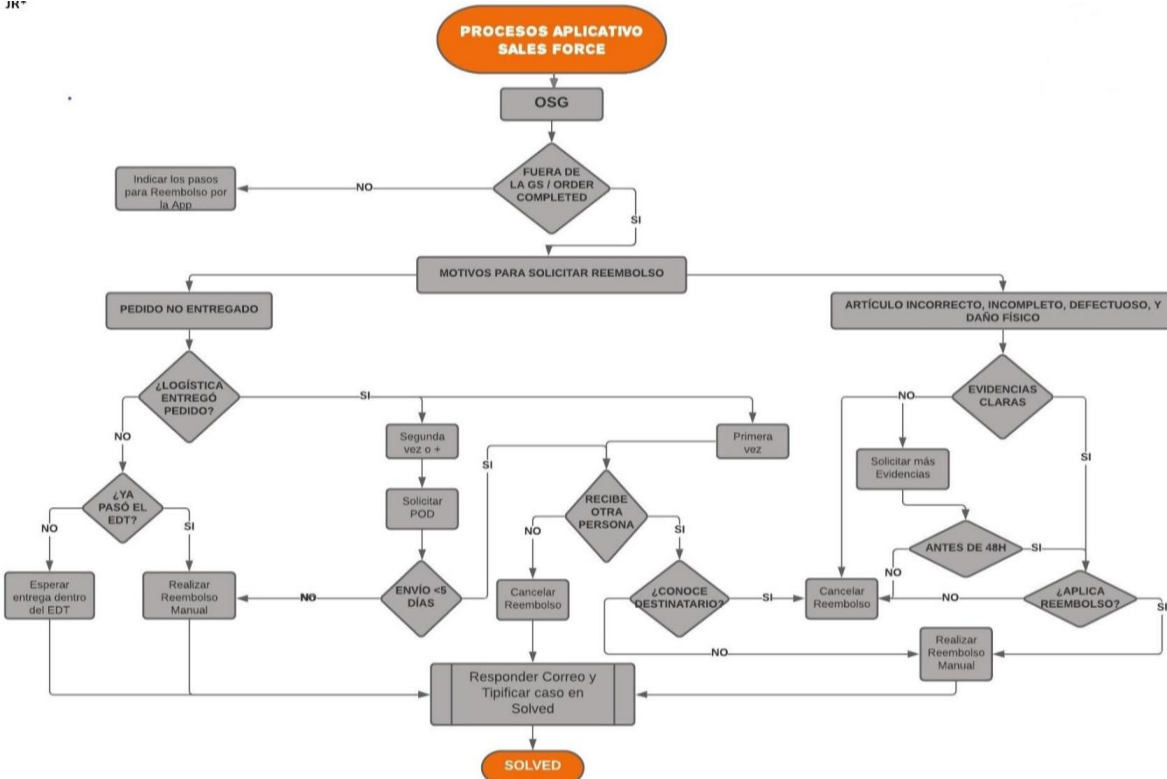 JR*
PROCESOS APLICATIVO
SALES FORCE
OSG
FUERA DE
LA GS / ORDER
COMPLETED
NO
SI
Indicar los pasos
para Reembolso por
la App
MOTIVOS PARA SOLICITAR REEMBOLSO
PEDIDO NO ENTREGADO
ARTÍCULO INCORRECTO, INCOMPLETO, DEFECTUOSO, Y
DAÑO FÍSICO
¿LOGÍSTICA
ENTREGÓ
PEDIDO?
SI
NO
EVIDENCIAS
CLARAS
NO
SI
Segunda
vez o +
Primera
vez
SI
Solicitar más
Evidencias
¿YA
PASÓ EL
EDT?
NO
SI
Solicitar
POD
RECIBE
OTRA
PERSONA
NO
SI
ANTES DE 48H
SI
NO
Esperar
entrega dentro
del EDT
Realizar
Reembolso
Manual
NO
ENVÍO <5
DÍAS
Cancelar
Reembolso
¿CONOCE
DESTINATARIO?
SI
NO
Cancelar
Reembolso
NO
¿APLICA
REEMBOLSO?
SI
Realizar
Reembolso
Manual
Responder Correo y
Tipificar caso en
Solved
SOLVED